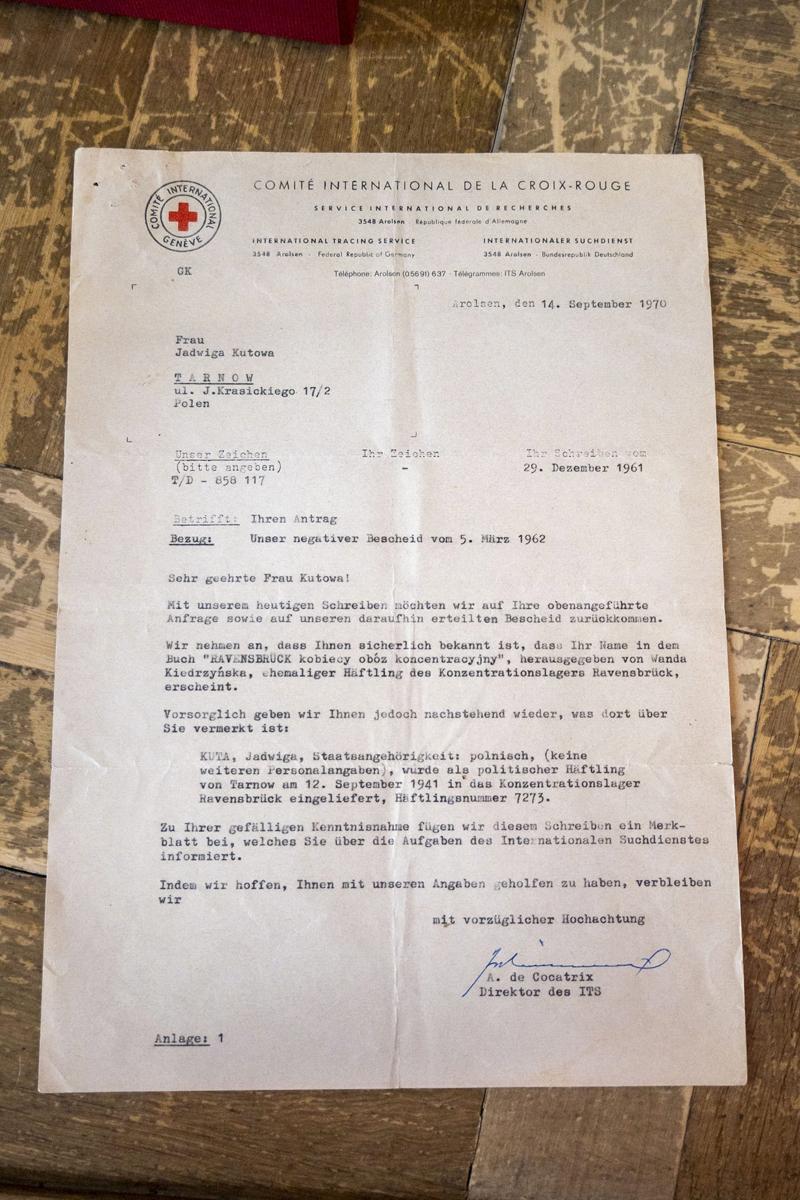 COMITÉ INTERNATIONAL
GENÈVE
COMITÉ INTERNATIONAL DE LA CROIX-ROUGE
SERVICE INTERNATIONAL DE RECHERCHES
3548 Arolsen République fédérale d'Allemagne
INTERNATIONAL TRACING SERVICE INTERNATIONALER SUCHDIENST
3548 Arolsen - Federal Republic of Germany 3548 Arolsen - Bundesrepublik Deutschland
GK
Téléphone: Arolsen (05691) 637 · Télégrammes: ITS Arolsen
Arolsen, den 14. September 1970
Frau
Jadwiga Kutowa
TARNOW
ul. J.Krasickiego 17/2
Polen
Unser Zeichen Ihr Zeichen Ihr Schreiben vom
(bitte angeben) – 29. Dezember 1961
T/D - 858 117
Betrifft: Ihren Antrag
Bezug: Unser negativer Bescheid vom 5. März 1962
Sehr geehrte Frau Kutowa!
Mit unserem heutigen Schreiben möchten wir auf Ihre obenangeführte
Anfrage sowie auf unseren daraufhin erteilten Bescheid zurückkommen.
Wir nehmen an, dass Ihnen sicherlich bekannt ist, dass Ihr Name in dem
Buch "RAVENSBRÜCK kobiecy obóz koncentracyjny", herausgegeben von Wanda
Kiedrzyńska, ehemaliger Häftling des Konzentrationslagers Ravensbrück,
erscheint.
Vorsorglich geben wir Ihnen jedoch nachstehend wieder, was dort über
Sie vermerkt ist:
KUTA, Jadwiga, Staatsangehörigkeit: polnisch, (keine
weiteren Personalangaben), wurde als politischer Häftling
von Tarnow am 12. September 1941 in das Konzentrationslager
Ravensbrück eingeliefert, Häftlingsnummer 7273.
Zu Ihrer gefälligen Kenntnisnahme fügen wir diesem Schreiben ein Merk-
blatt bei, welches Sie über die Aufgaben des Internationalen Suchdienstes
informiert.
Indem wir hoffen, Ihnen mit unseren Angaben geholfen zu haben, verbleiben
wir
mit vorzüglicher Hochachtung
A. de Cocatrix
Direktor des ITS
Anlage: 1